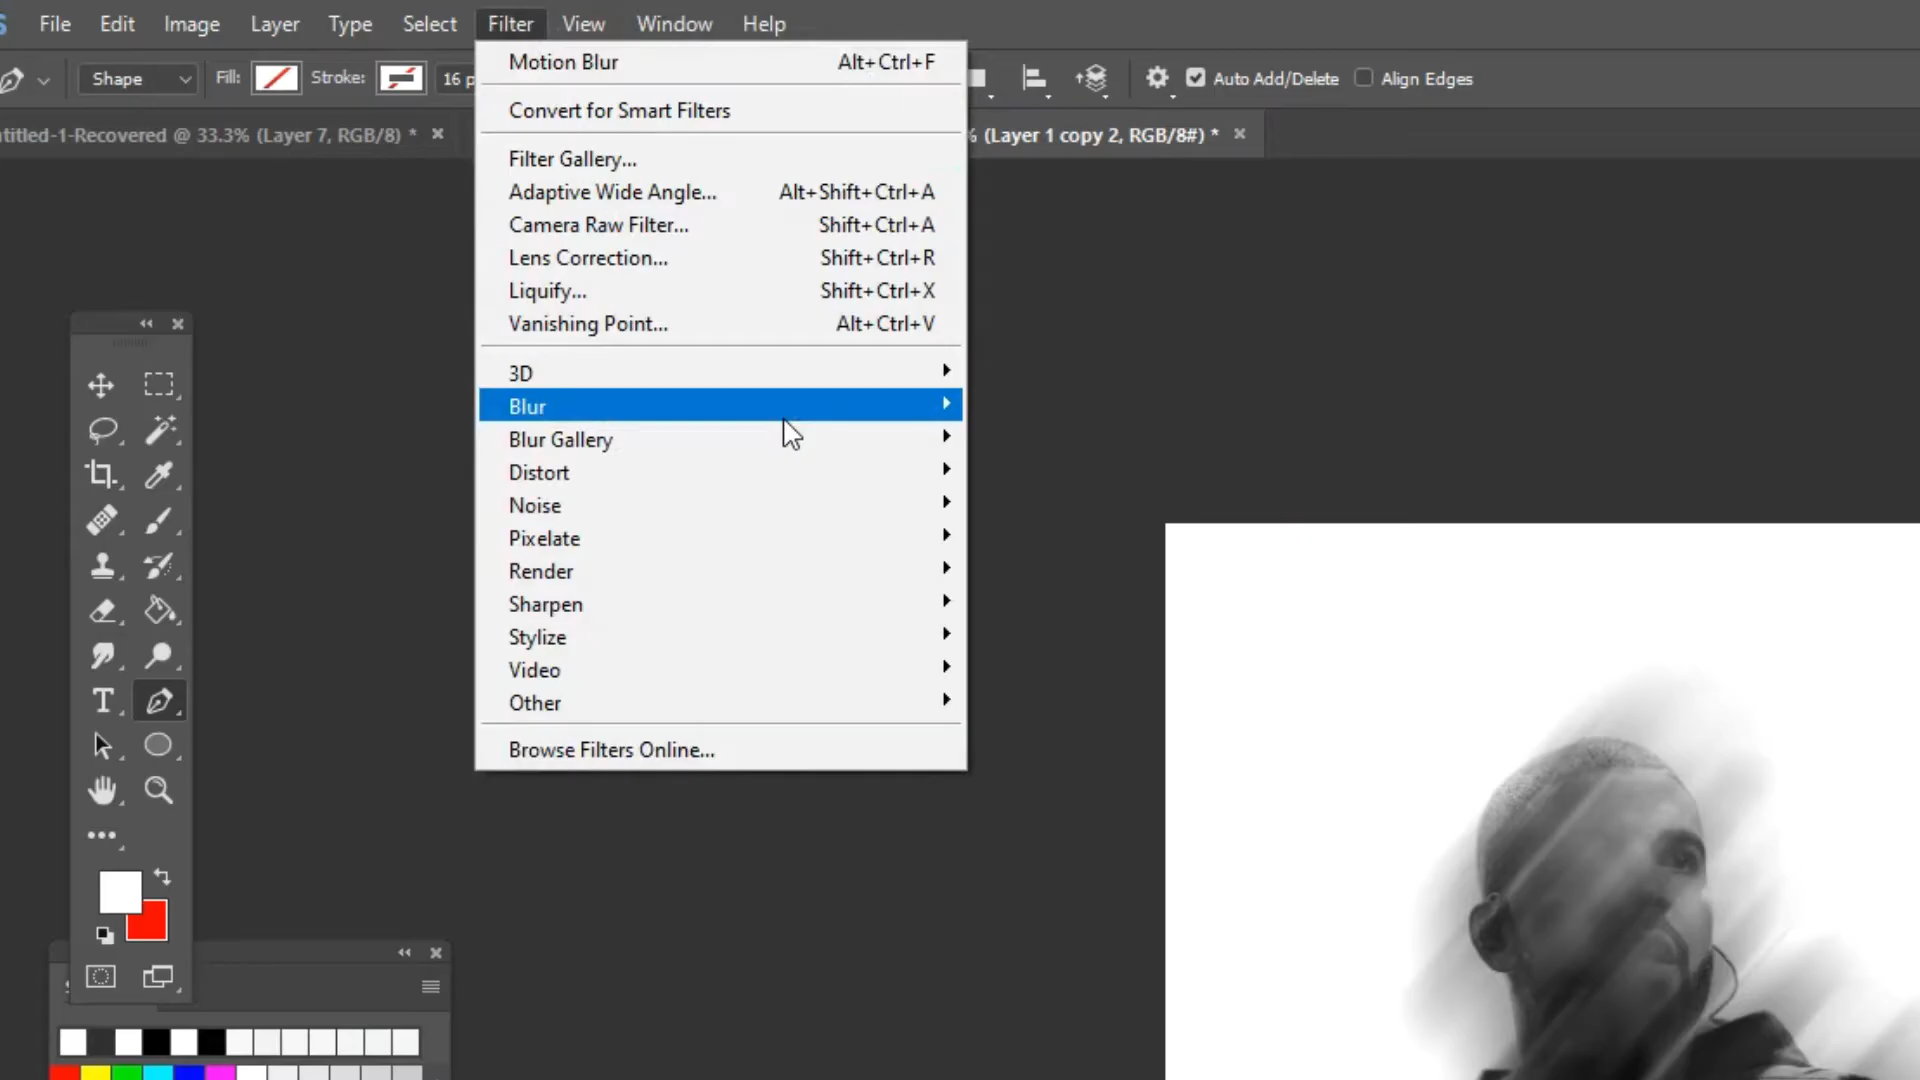 File Edit Image Layer Type Select Filter View Window Help
Shape Fill: Stroke: 16 p Auto Add/Delete Align Edges
ntitled-1-Recovered @ 33.3% (Layer 7, RGB/8) * % (Layer 1 copy 2, RGB/8#) *
Motion Blur Alt+Ctrl+F
Convert for Smart Filters
Filter Gallery...
Adaptive Wide Angle... Alt+Shift+Ctrl+A
Camera Raw Filter... Shift+Ctrl+A
Lens Correction... Shift+Ctrl+R
Liquify... Shift+Ctrl+X
Vanishing Point... Alt+Ctrl+V
3D
Blur
Blur Gallery
Distort
Noise
Pixelate
Render
Sharpen
Stylize
Video
Other
Browse Filters Online...